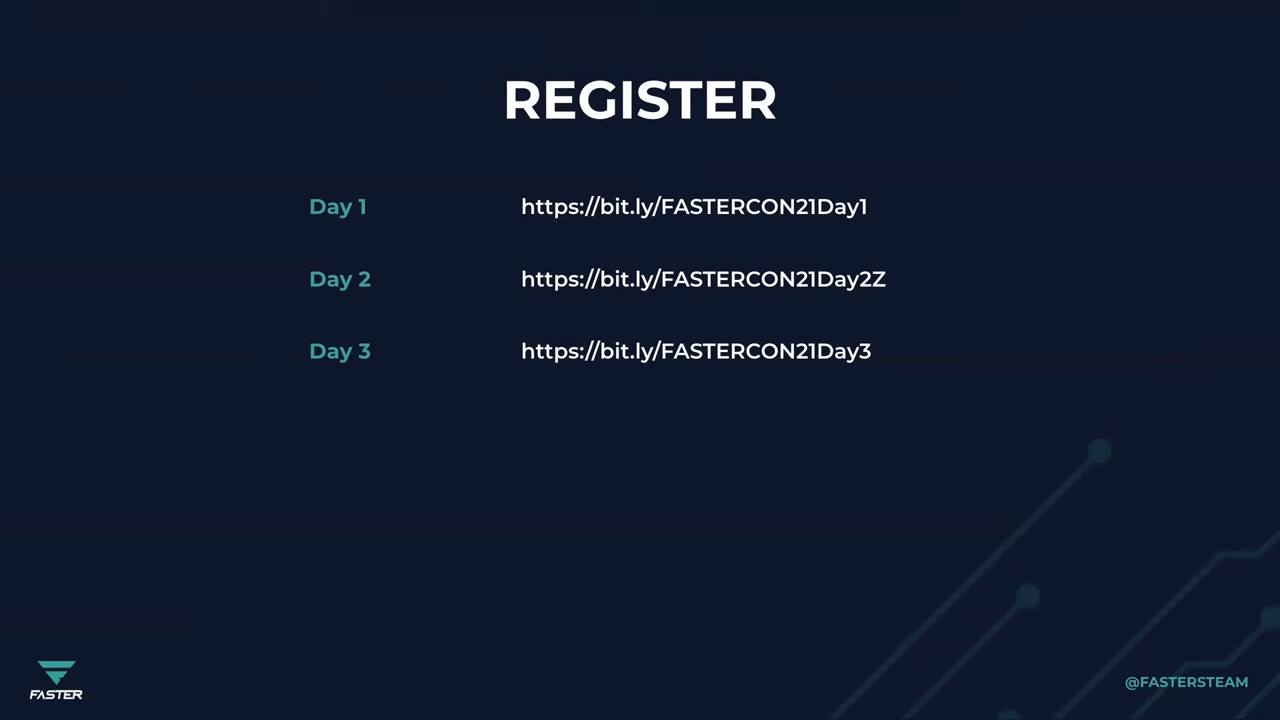 REGISTER
Day 1 https://bit.ly/FASTERCON21Day1
Day 2 https://bit.ly/FASTERCON21Day2Z
Day 3 https://bit.ly/FASTERCON21Day3
FASTER
@FASTERSTEAM